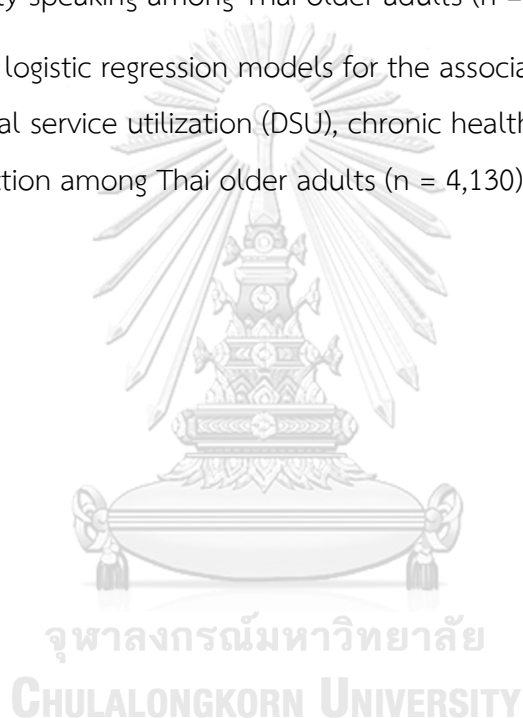 ty speaking among Thai older adults (n =
logistic regression models for the associa
al service utilization (DSU), chronic health
ction among Thai older adults (n = 4,130)
จุฬาลงกรณ์มหาวิทยาลัย
CHULALONGKORN UNIVERSITY